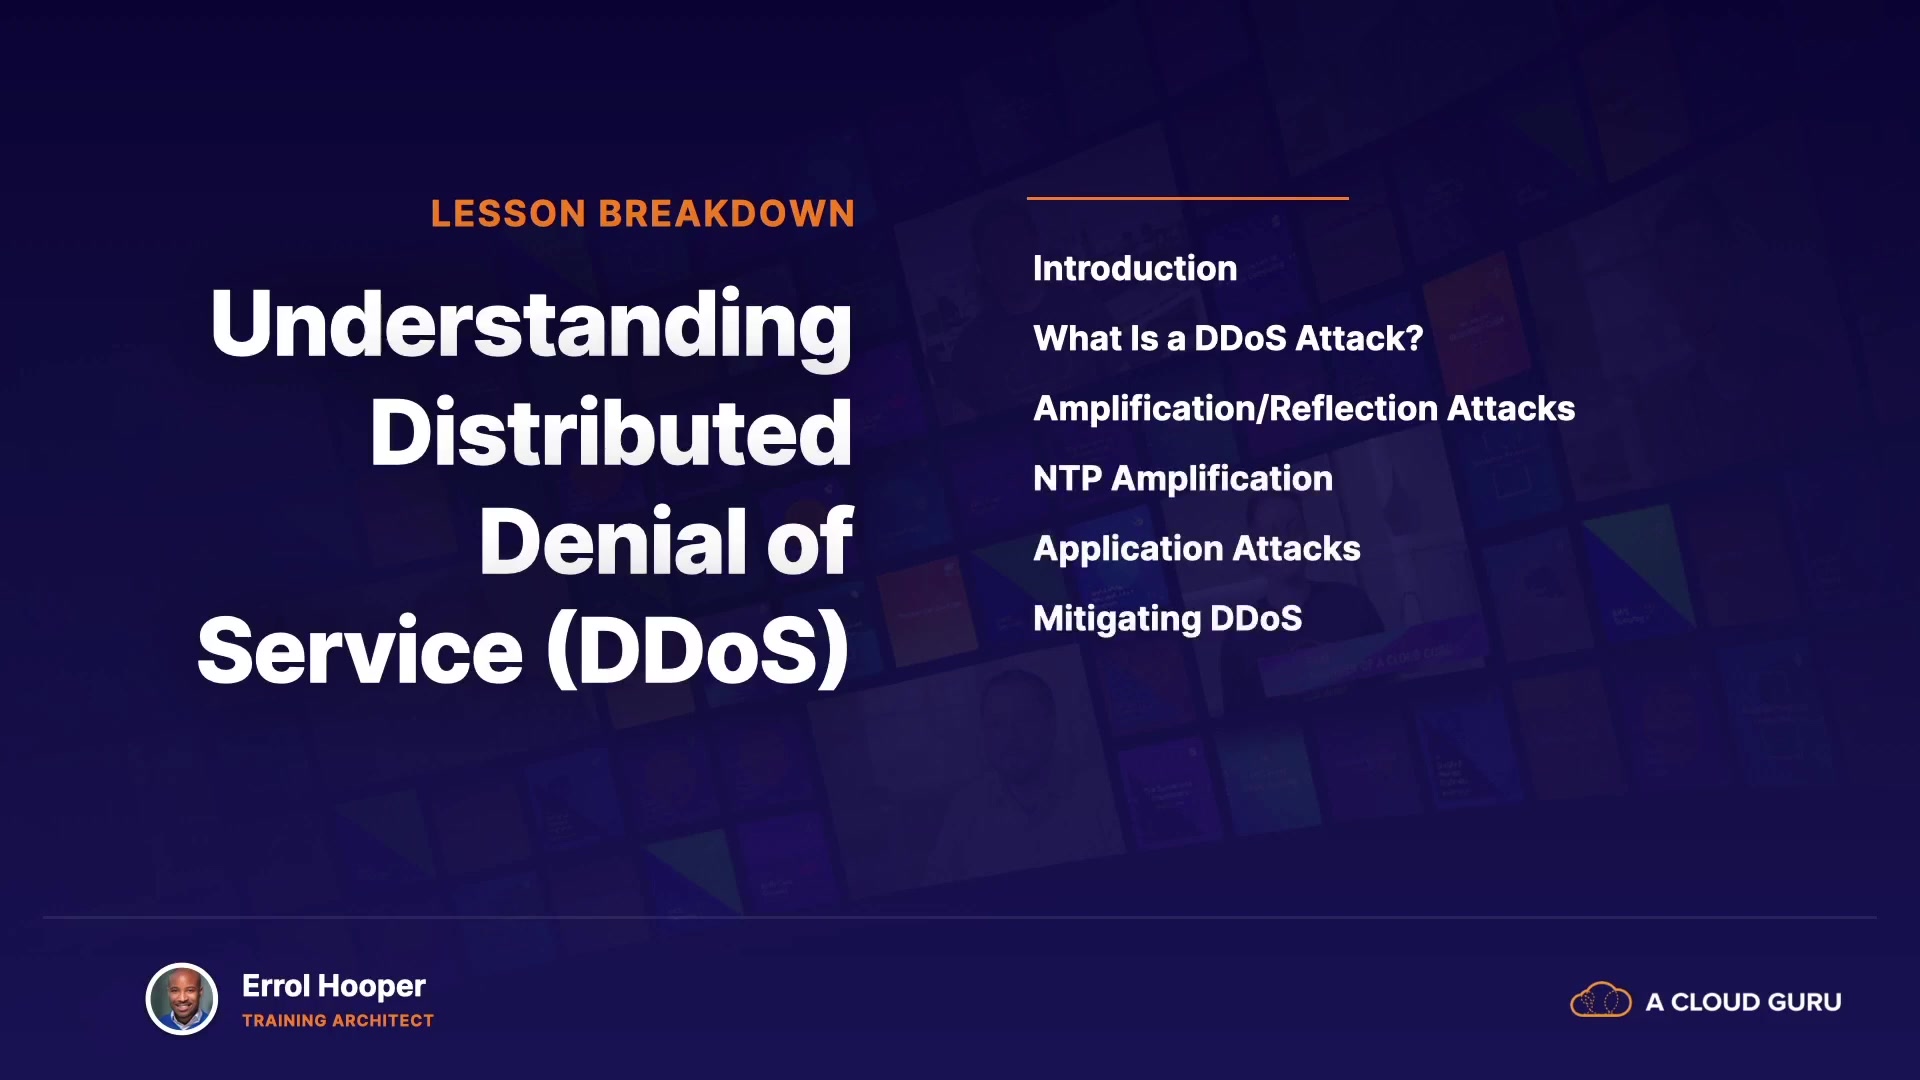 LESSON BREAKDOWN
Understanding
Distributed
Denial of
Service (DDoS)
Introduction
What Is a DDoS Attack?
Amplification/Reflection Attacks
NTP Amplification
Application Attacks
Mitigating DDoS
Errol Hooper
TRAINING ARCHITECT
A CLOUD GURU